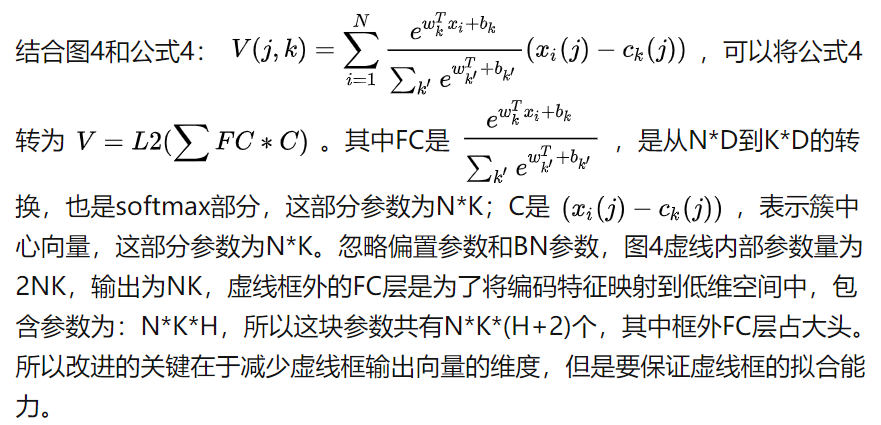 结合图4和公式4： $V(j,k)=\sum_{i=1}^{N}\frac{e^{w_k^T x_i+b_k}}{\sum_{k'} e^{w_{k'}^T+b_{k'}}}(x_i(j)-c_k(j))$ ，可以将公式4
转为 $V=L2(\sum FC*C)$ 。其中FC是 $\frac{e^{w_k^T x_i+b_k}}{\sum_{k'} e^{w_{k'}^T+b_{k'}}}$ ，是从N*D到K*D的转
换，也是softmax部分，这部分参数为N*K；C是 $(x_i(j)-c_k(j))$ ，表示簇中
心向量，这部分参数为N*K。忽略偏置参数和BN参数，图4虚线内部参数量为
2NK，输出为NK，虚线框外的FC层是为了将编码特征映射到低维空间中，包
含参数为：N*K*H，所以这块参数共有N*K*(H+2)个，其中框外FC层占大头。
所以改进的关键在于减少虚线框输出向量的维度，但是要保证虚线框的拟合能
力。